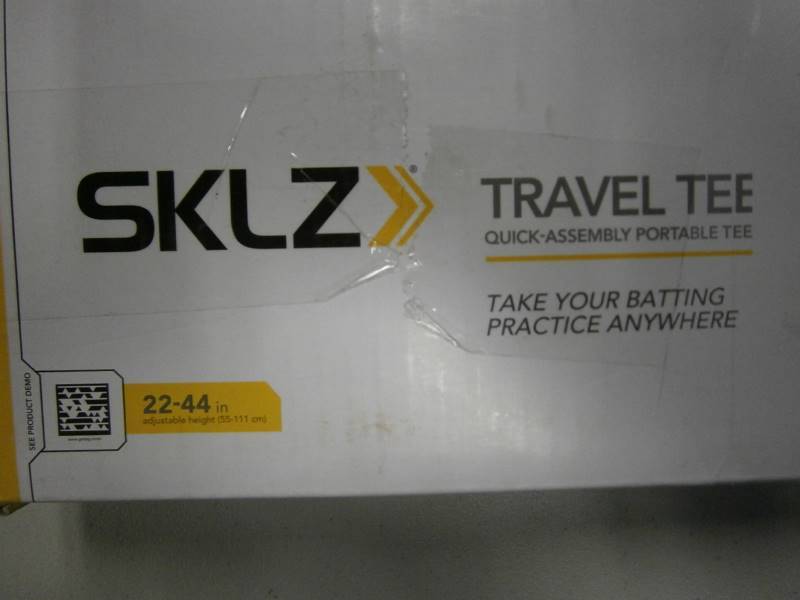 SKLZ®
TRAVEL TEE
QUICK-ASSEMBLY PORTABLE TEE
TAKE YOUR BATTING
PRACTICE ANYWHERE
SEE PRODUCT DEMO
22-44 in
adjustable height (55-111 cm)